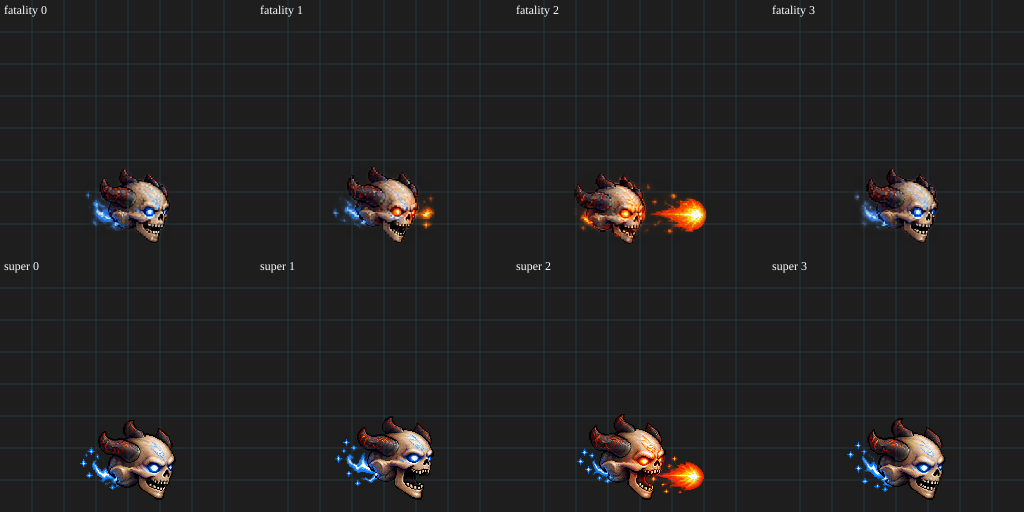 fatality 0
fatality 1
fatality 2
fatality 3
super 0
super 1
super 2
super 3